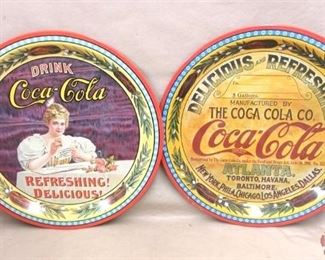 DRINK
Coca-Cola
REFRESHING!
DELICIOUS!
DELICIOUS AND REFRESHING
5 Gallons
MANUFACTURED BY
THE COCA COLA CO.
Coca-Cola
ATLANTA.
TORONTO, HAVANA,
BALTIMORE,
NEW YORK, PHILA, CHICAGO, LOS ANGELES, DALLAS.